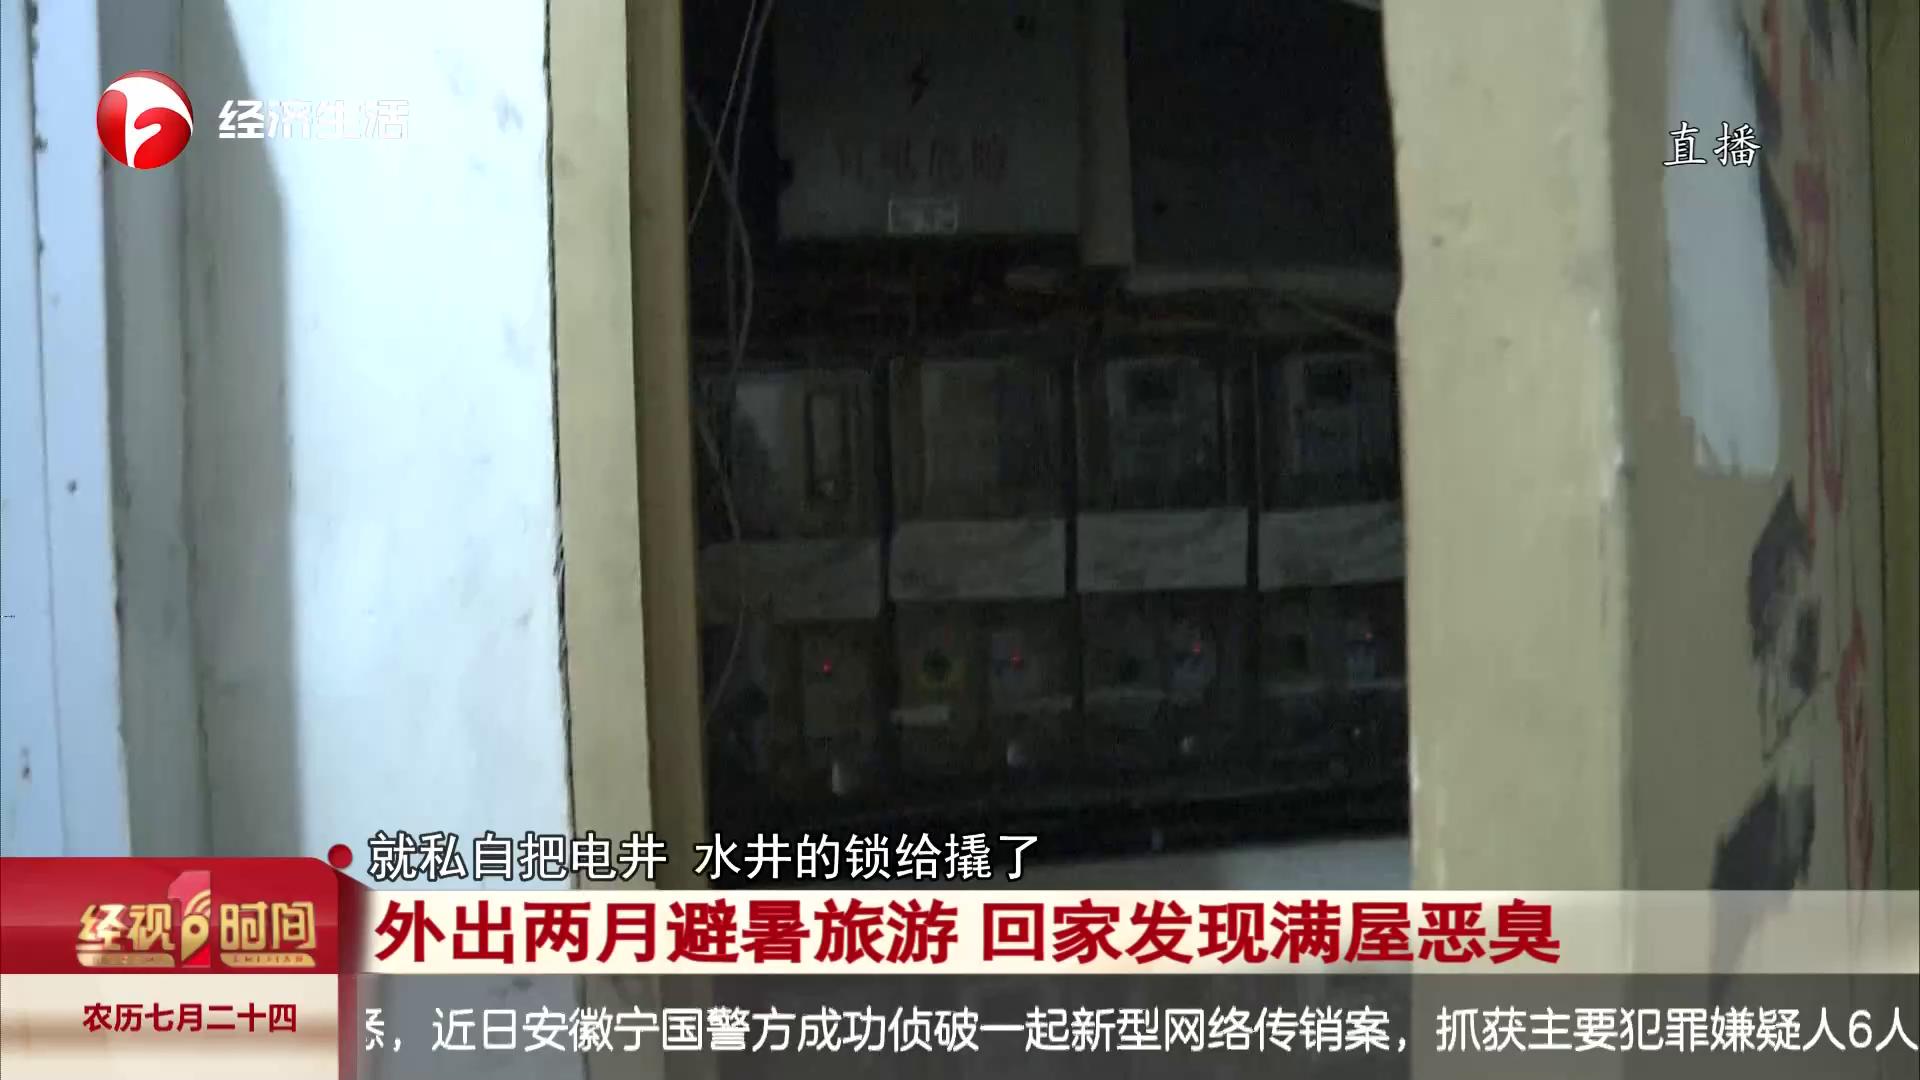 经济生活
直播
有电危险
就私自把电井 水井的锁给撬了
外出两月避暑旅游 回家发现满屋恶臭
经视1时间
农历七月二十四
，近日安徽宁国警方成功侦破一起新型网络传销案，抓获主要犯罪嫌疑人6人